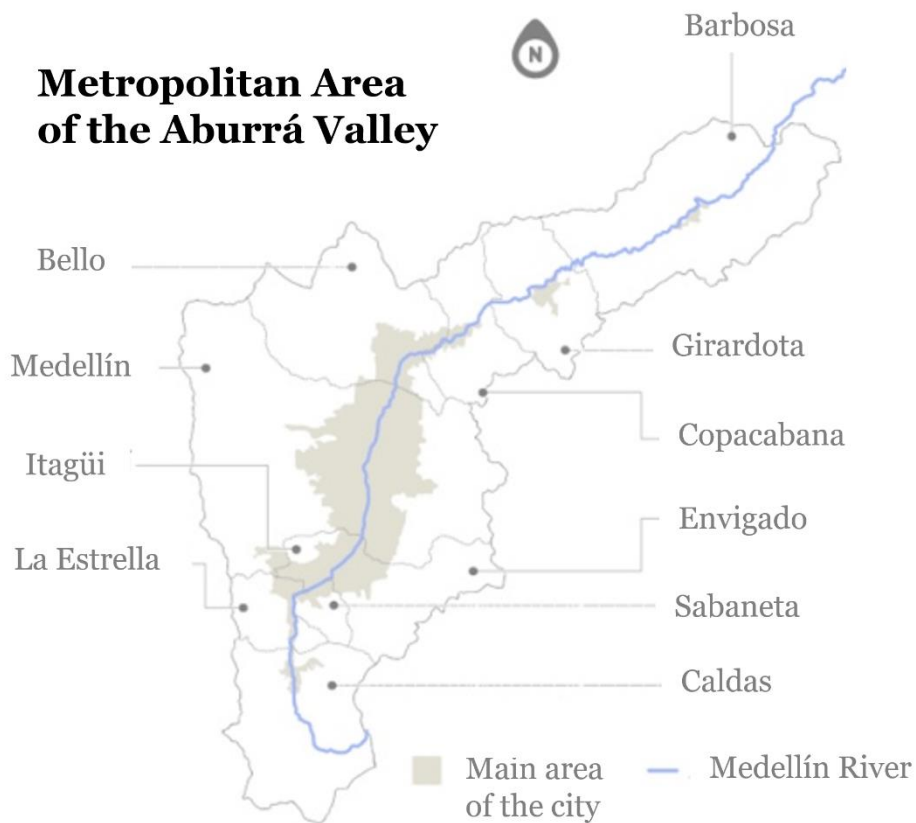 Metropolitan Area
of the Aburrá Valley
N
Barbosa
Bello
Medellín
Itagüi
La Estrella
Girardota
Copacabana
Envigado
Sabaneta
Caldas
Main area
of the city
Medellín River